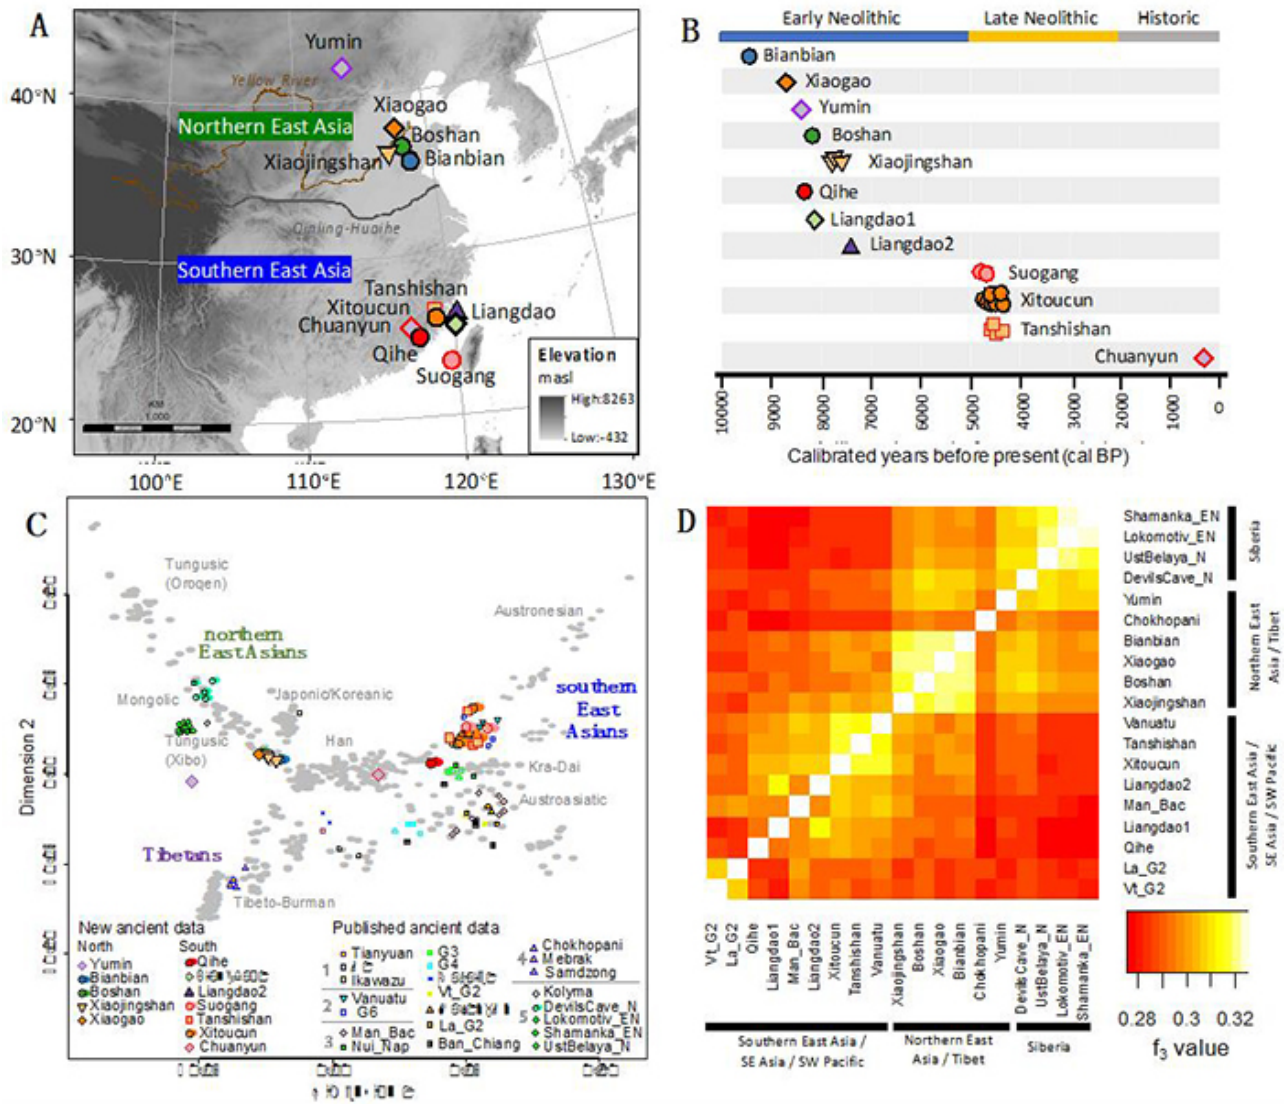 A
Yumin
Yellow River
40°N
Xiaogao
Northern East Asia
Boshan
Xiaojingshan
Bianbian
Qinling-Huaihe
30°N
Southern East Asia
Tanshishan
Xitoucun
Liangdao
Chuanyun
Qihe
Suogang
Elevation
masl
High:8263
Low:-432
KM
1,000
20°N
100°E
110°E
120°E
130°E
B
Early Neolithic
Late Neolithic
Historic
Bianbian
Xiaogao
Yumin
Boshan
Xiaojingshan
Qihe
Liangdao1
Liangdao2
Suogang
Xitoucun
Tanshishan
Chuanyun
10000
9000
8000
7000
6000
5000
4000
3000
2000
1000
0
Calibrated years before present (cal BP)
C
Tungusic
(Oroqen)
Austronesian
northern
East Asians
Mongolic
Japonic/Koreanic
southern
East
Asians
Tungusic
(Xibo)
Han
Kra-Dai
Austroasiatic
Tibetans
Tibeto-Burman
Dimension 2
New ancient data
North
Yumin
Bianbian
Boshan
Xiaojingshan
Xiaogao
South
Qihe
Liangdao2
Suogang
Tanshishan
Xitoucun
Chuanyun
Published ancient data
1
Tianyuan
Ikawazu
2
Vanuatu
G6
3
Man_Bac
Nui_Nap
G3
G4
Vt_G2
La_G2
Ban_Chiang
4
Chokhopani
Mebrak
Samdzong
5
Kolyma
DevilsCave_N
Lokomotiv_EN
Shamanka_EN
UstBelaya_N
D
Shamanka_EN
Lokomotiv_EN
UstBelaya_N
DevilsCave_N
Yumin
Chokhopani
Bianbian
Xiaogao
Boshan
Xiaojingshan
Vanuatu
Tanshishan
Xitoucun
Liangdao2
Man_Bac
Liangdao1
Qihe
La_G2
Vt_G2
Siberia
Northern East
Asia / Tibet
Southern East Asia /
SE Asia / SW Pacific
Vt_G2
La_G2
Qihe
Liangdao1
Man_Bac
Liangdao2
Xitoucun
Tanshishan
Vanuatu
Xiaojingshan
Boshan
Xiaogao
Bianbian
Chokhopani
Yumin
DevilsCave_N
UstBelaya_N
Lokomotiv_EN
Shamanka_EN
Southern East Asia /
SE Asia / SW Pacific
Northern East
Asia / Tibet
Siberia
0.28
0.3
0.32
f3 value